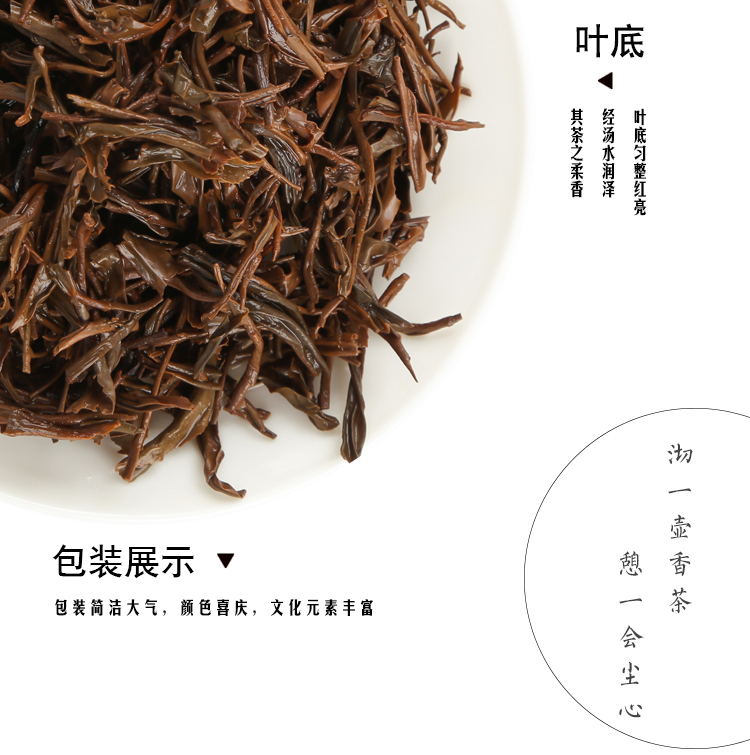 叶底
叶底匀整红亮
经汤水润泽
其茶之柔香
沏一壶香茶
憩一会尘心
包装展示
包装简洁大气，颜色喜庆，文化元素丰富